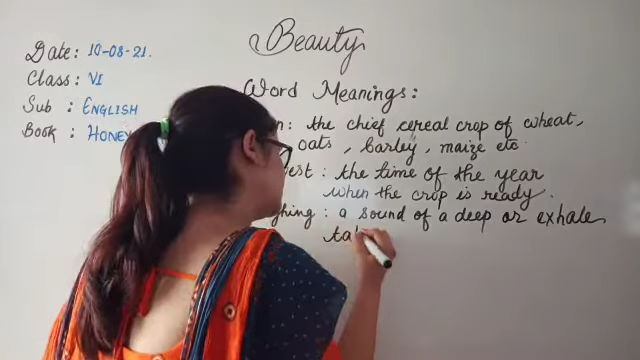 Beauty
Date: 10-08-21.
Class: VI
Sub : ENGLISH
Book :
Word Meanings:
: the chief cereal crop of wheat,
oats, barley, maize etc
: the time of the year
when the crop is ready.
: a sound of a deep or exhale